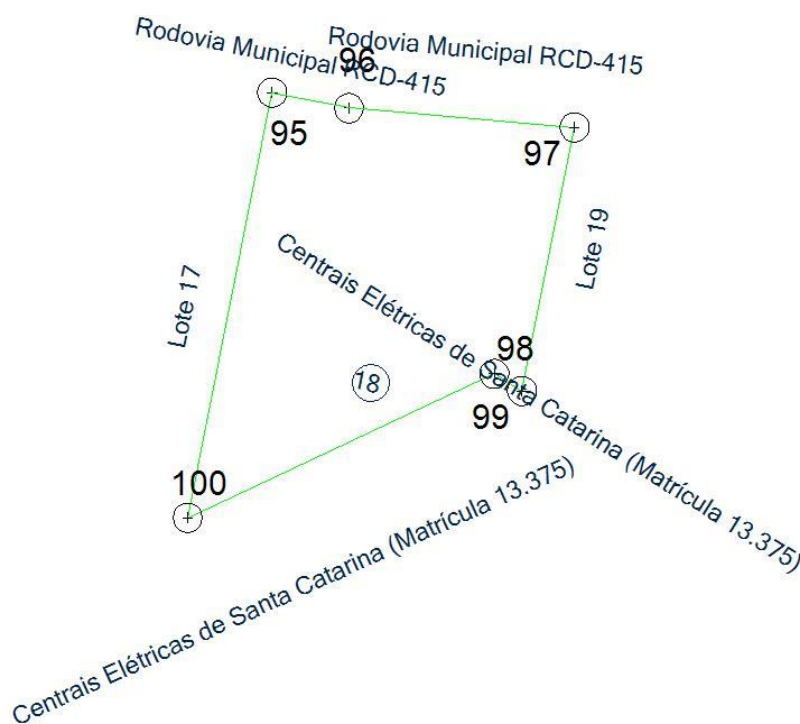 Rodovia Municipal RCD-415
Rodovia Municipal RCD-415
96
95
97
Lote 19
Lote 17
Centrais Elétricas de Santa Catarina (Matrícula 13.375)
98
18
99
100
Centrais Elétricas de Santa Catarina (Matrícula 13.375)